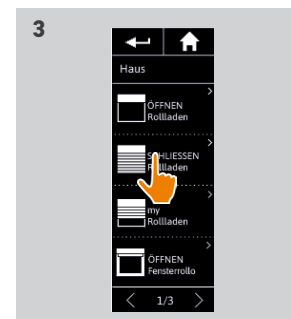 3
Haus
ÖFFNEN
Rollladen
SCHLIESSEN
Rollladen
my
Rollladen
ÖFFNEN
Fensterrollo
1/3